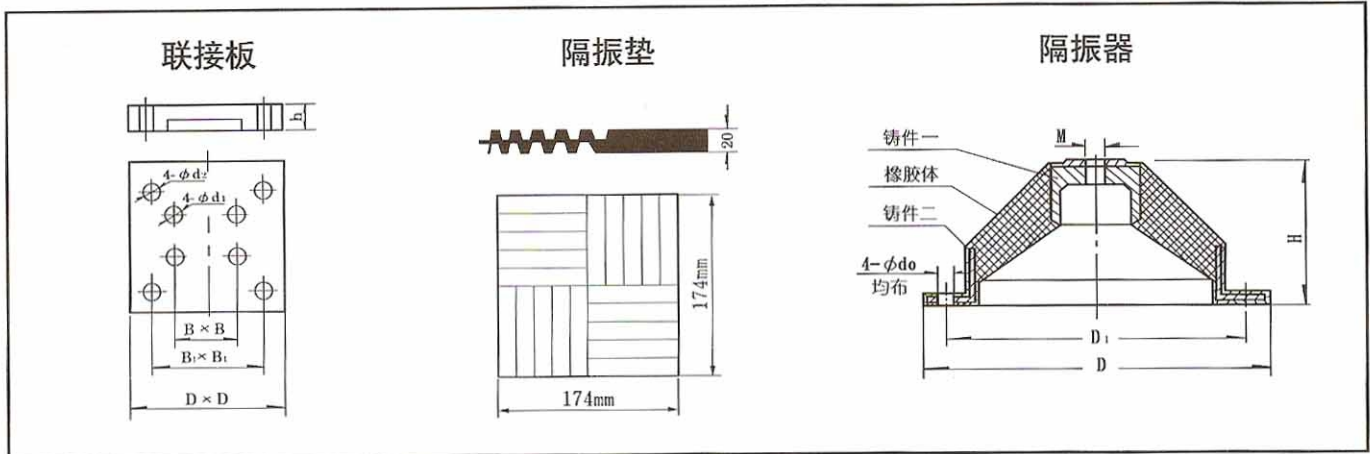 联接板
h
4-ϕd2
4-ϕd1
B×B
B1×B1
D×D
隔振垫
20
174mm
174mm
隔振器
M
铸件一
橡胶体
铸件二
4-ϕdo
均布
H
D1
D